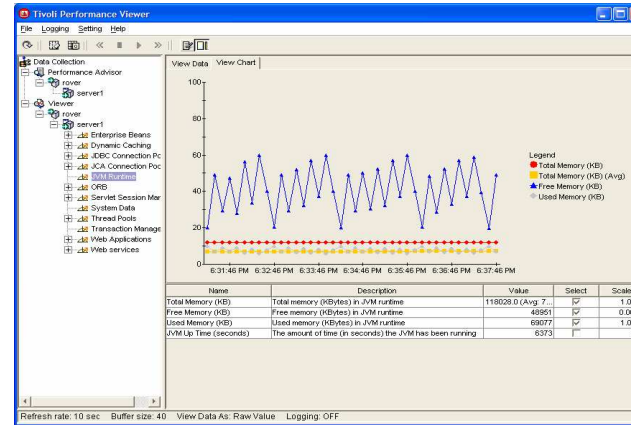 Tivoli Performance Viewer
File Logging Setting Help
Data Collection
Performance Advisor
rover
server1
Viewer
rover
server1
Enterprise Beans
Dynamic Caching
JDBC Connection Pc
JCA Connection Poc
JVM Runtime
ORB
Servlet Session Mar
System Data
Thread Pools
Transaction Manage
Web Applications
Web services
View Data View Chart
100
80
60
40
20
0
6:31:46 PM 6:32:46 PM 6:33:46 PM 6:34:46 PM 6:35:46 PM 6:36:46 PM 6:37:46 PM
Legend
Total Memory (KB)
Total Memory (KB) (Avg)
Free Memory (KB)
Used Memory (KB)
Name Description Value Select Scale
Total Memory (KB) Total memory (KBytes) in JVM runtime 118028.0 (Avg: 7... 1.0
Free Memory (KB) Free memory (KBytes) in JVM runtime 48951 0.00
Used Memory (KB) Used memory (KBytes) in JVM runtime 69077 1.0
JVM Up Time (seconds) The amount of time (in seconds) the JVM has been running 6373
Refresh rate: 10 sec Buffer size: 40 View Data As: Raw Value Logging: OFF